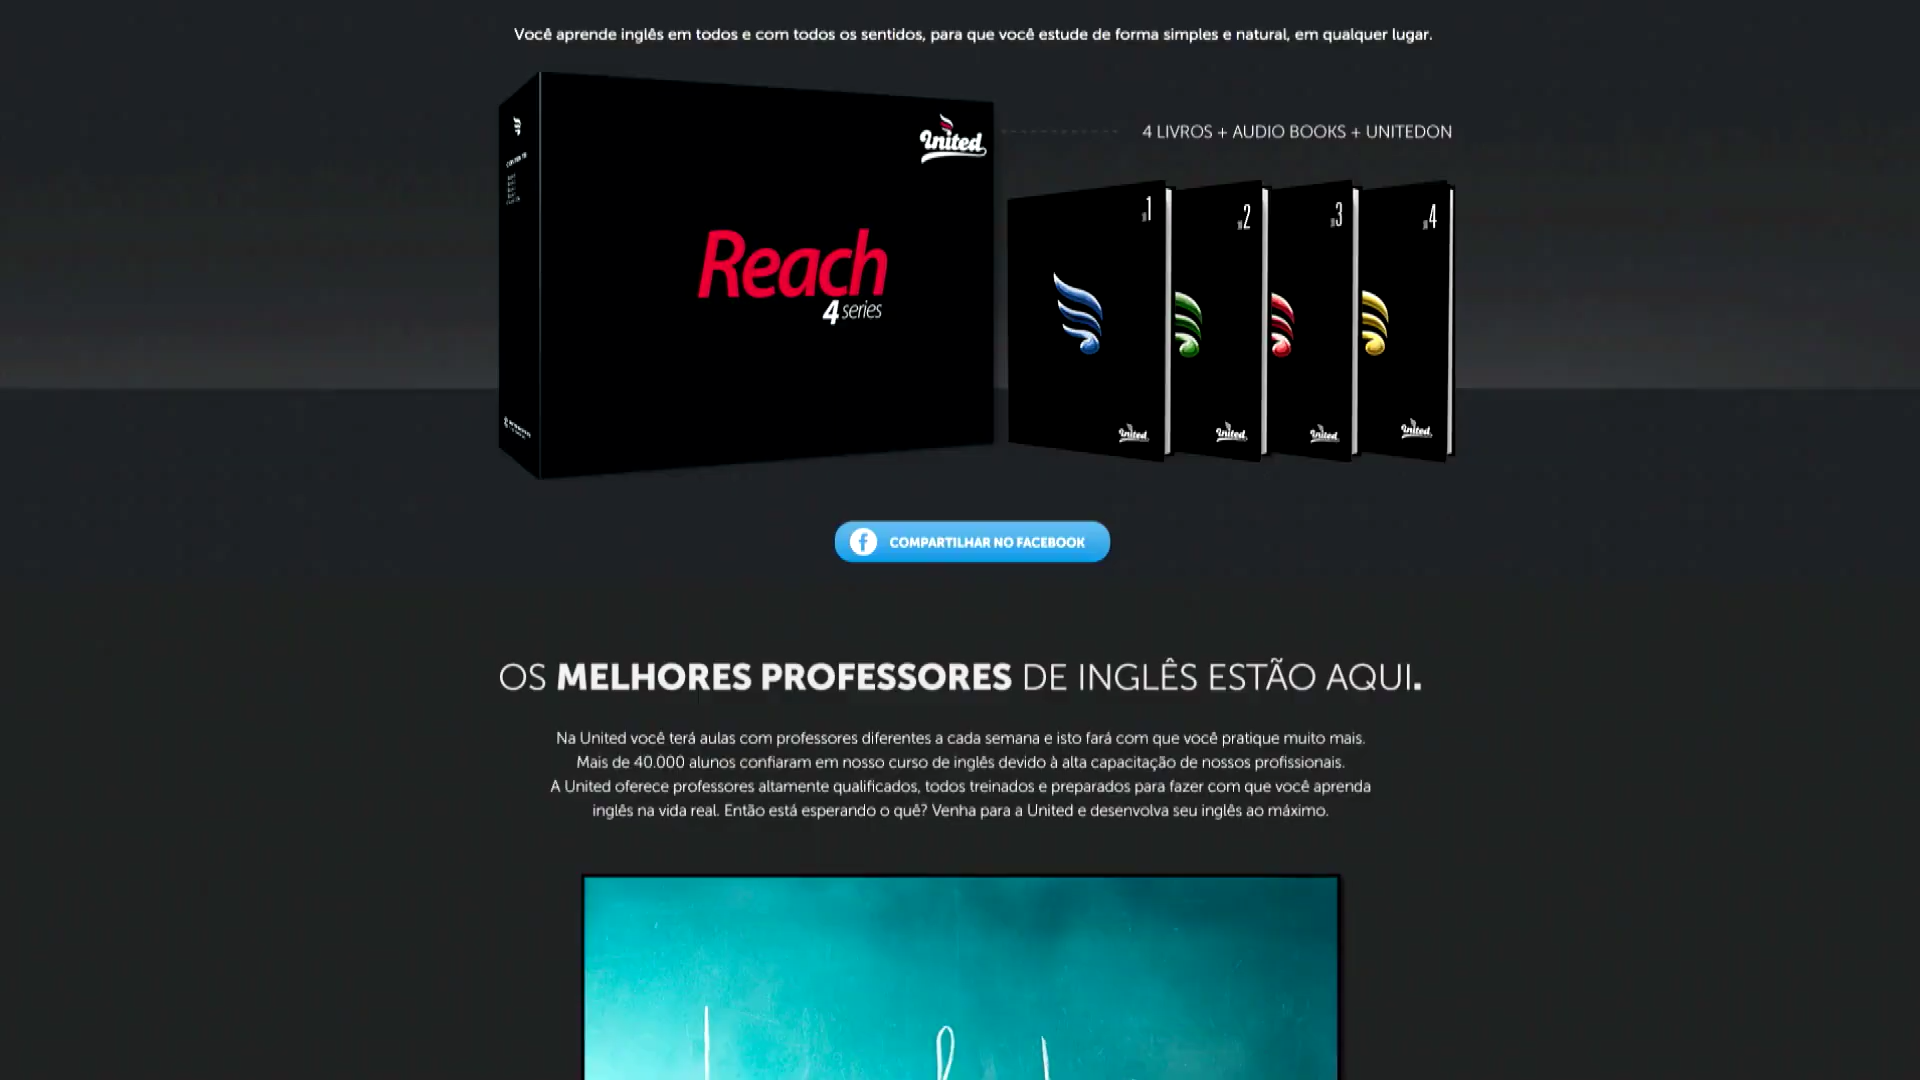 Você aprende inglês em todos e com todos os sentidos, para que você estude de forma simples e natural, em qualquer lugar.
United
4 LIVROS + AUDIO BOOKS + UNITEDON
1
2
3
4
Reach
4 series
United
United
United
United
COMPARTILHAR NO FACEBOOK
OS MELHORES PROFESSORES DE INGLÊS ESTÃO AQUI.
Na United você terá aulas com professores diferentes a cada semana e isto fará com que você pratique muito mais.
Mais de 40.000 alunos confiaram em nosso curso de inglês devido à alta capacitação de nossos profissionais.
A United oferece professores altamente qualificados, todos treinados e preparados para fazer com que você aprenda
inglês na vida real. Então está esperando o quê? Venha para a United e desenvolva seu inglês ao máximo.